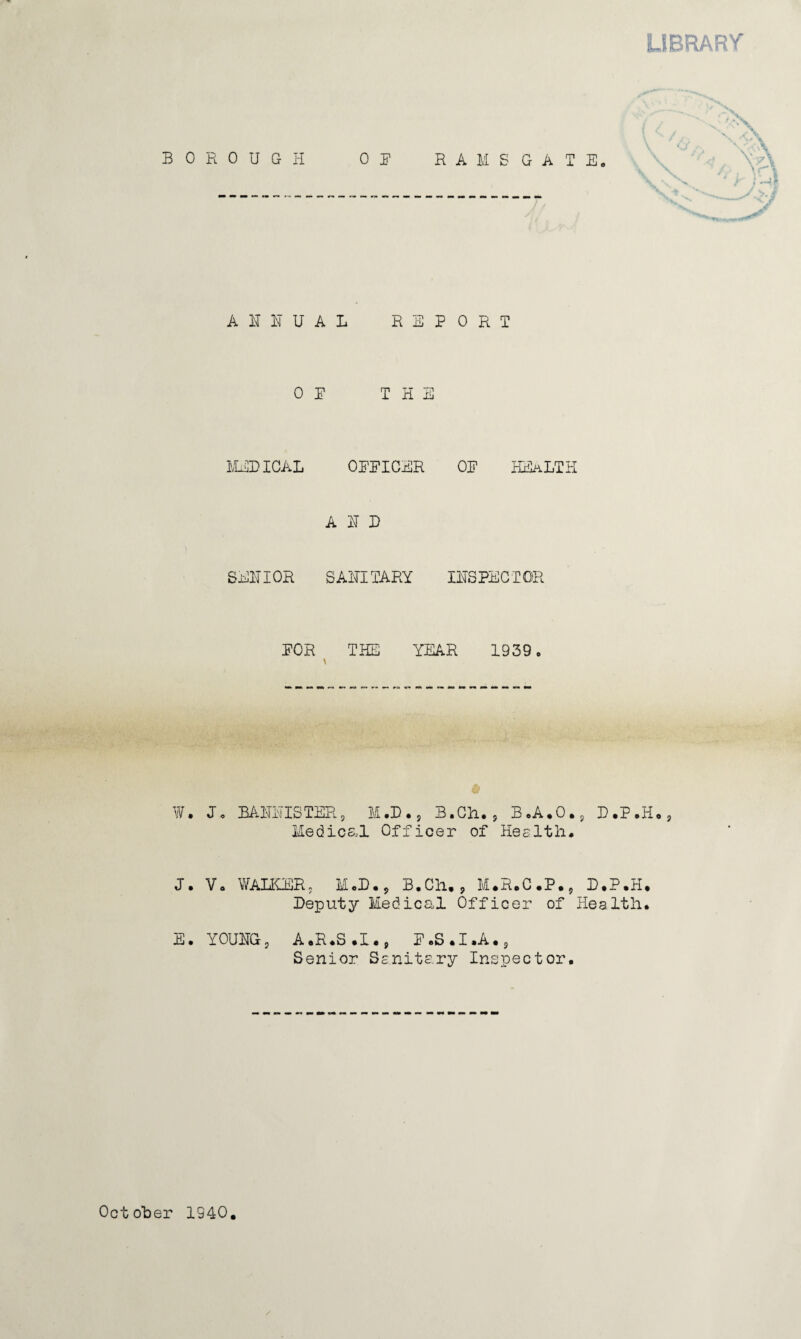 LIBRARY
BOROUGH OF RAMSGATE.
ANNUAL REPORT
OF THE
MEDICAL OFFICER OF HEALTH
AND
SENIOR SANITARY INSPECTOR
FOR THE YEAR 1939.
W. J. BANNISTER, M.D., B.Ch., B.A.O., D.P.H.,
Medical Officer of Health.
J. V. WALKER, M.D., B.Ch., M.R.C.P., D.P.H.
Deputy Medical Officer of Health.
E. YOUNG, A.R.S.I., F.S.I.A.,
Senior Sanitary Inspector.
October 1940.